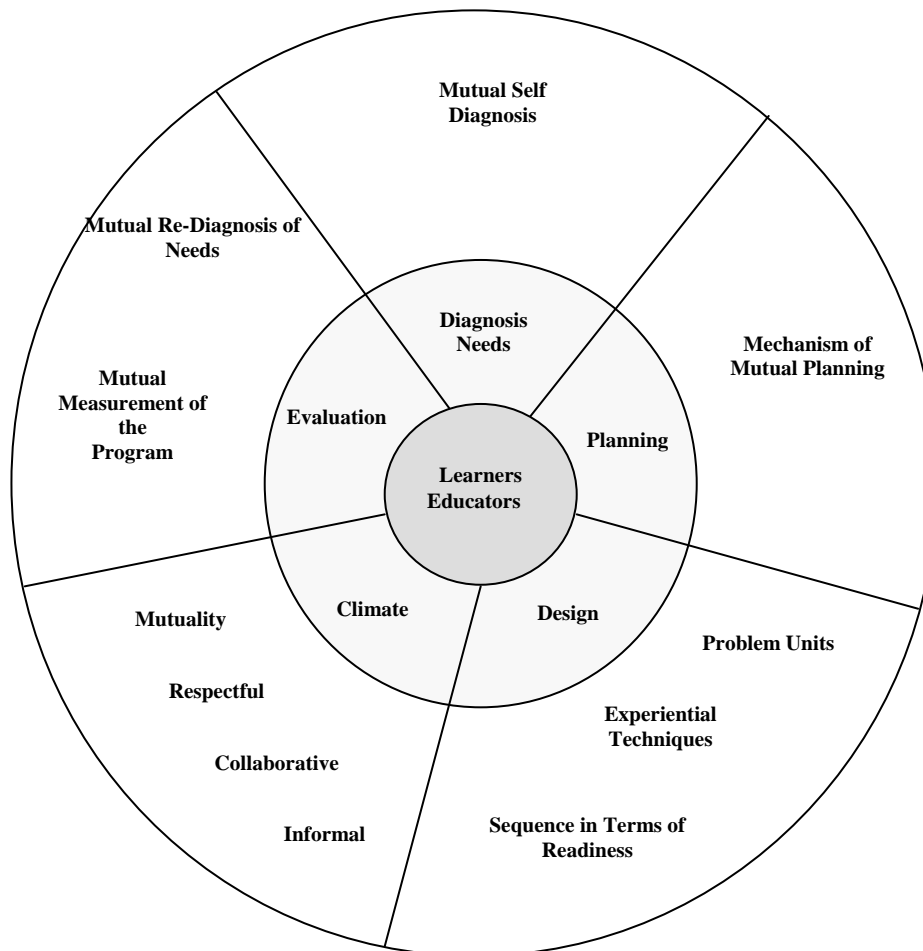 Mutual Self
Diagnosis
Mutual Re-Diagnosis of
Needs
Diagnosis
Needs
Mechanism of
Mutual Planning
Mutual
Measurement of
the
Program
Evaluation
Planning
Learners
Educators
Climate
Design
Mutuality
Respectful
Collaborative
Informal
Problem Units
Experiential
Techniques
Sequence in Terms of
Readiness